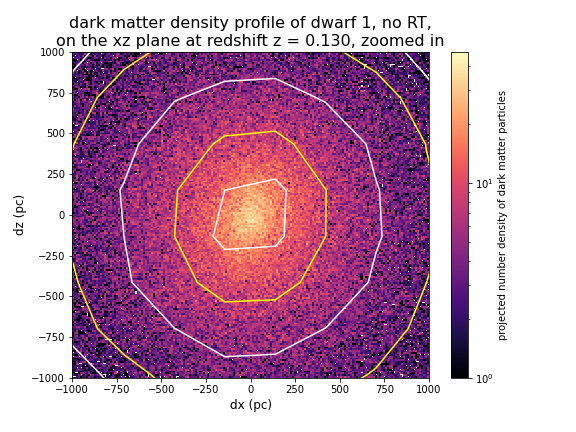 dark matter density profile of dwarf 1, no RT,
on the xz plane at redshift z = 0.130, zoomed in
1000
750
500
250
0
−250
−500
−750
−1000
dz (pc)
−1000 −750 −500 −250 0 250 500 750 1000
dx (pc)
10¹
10⁰
projected number density of dark matter particles